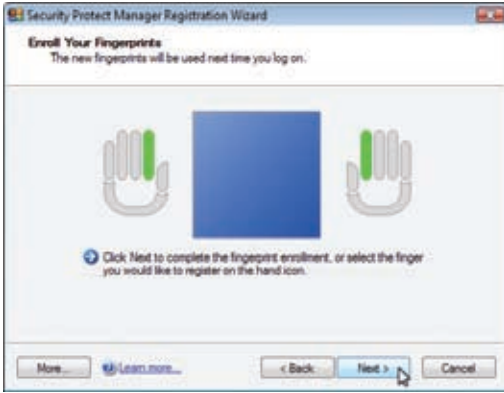 Security Protect Manager Registration Wizard
Enroll Your Fingerprints
The new fingerprints will be used next time you log on.
Click Next to complete the fingerprint enrollment, or select the finger
you would like to register on the hand icon.
More...
Learn more...
< Back
Next >
Cancel